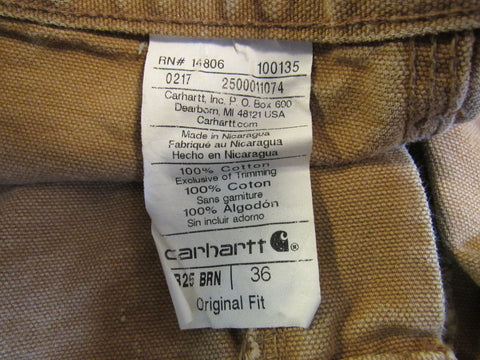 RN# 14806 100135
0217 2500011074
Carhartt, Inc. P. O. Box 600
Dearborn, MI 48121 USA
Carhartt.com
Made in Nicaragua
Fabriqué au Nicaragua
Hecho en Nicaragua
100% Cotton
Exclusive of Trimming
100% Coton
Sans garniture
100% Algodón
Sin incluir adorno
carhartt ®
B25 BRN 36
Original Fit